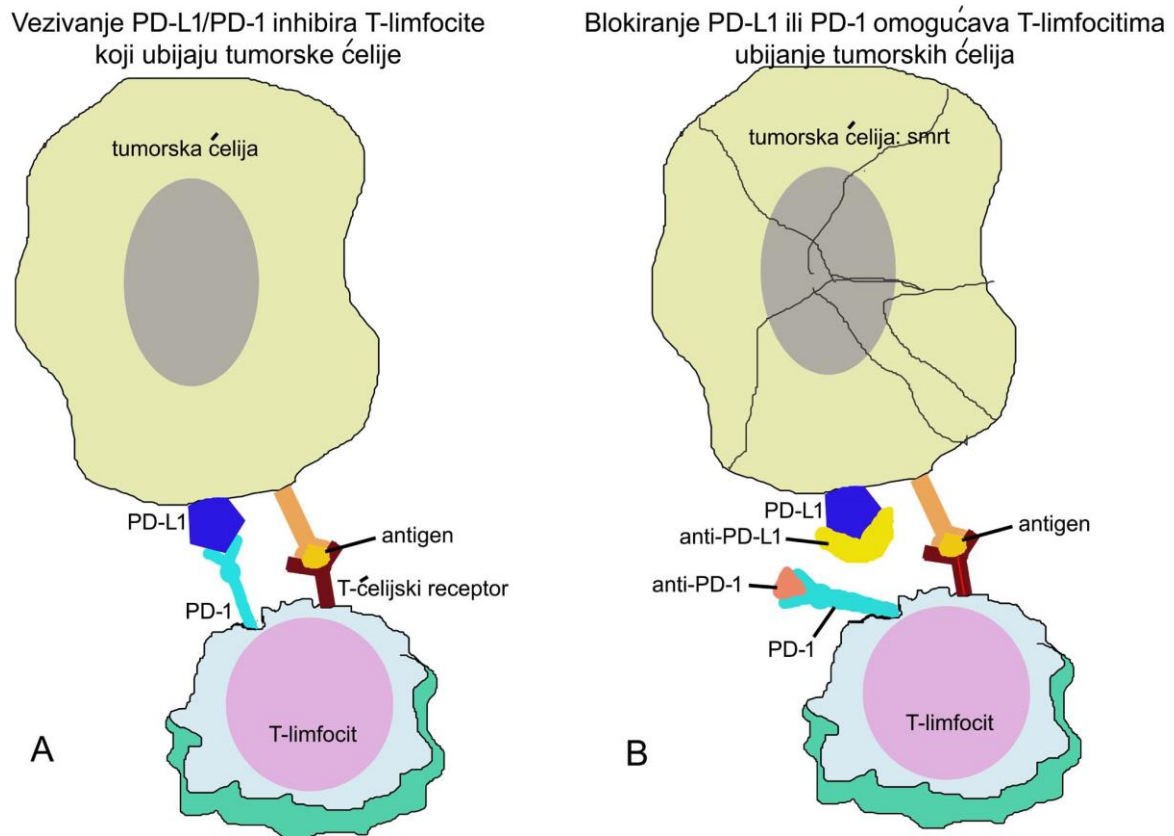 Vezivanje PD-L1/PD-1 inhibira T-limfocite
koji ubijaju tumorske ćelije
tumorska ćelija
PD-L1
antigen
T-ćelijski receptor
PD-1
T-limfocit
A
Blokiranje PD-L1 ili PD-1 omogućava T-limfocitima
ubijanje tumorskih ćelija
tumorska ćelija: smrt
PD-L1
anti-PD-L1
antigen
anti-PD-1
PD-1
T-limfocit
B